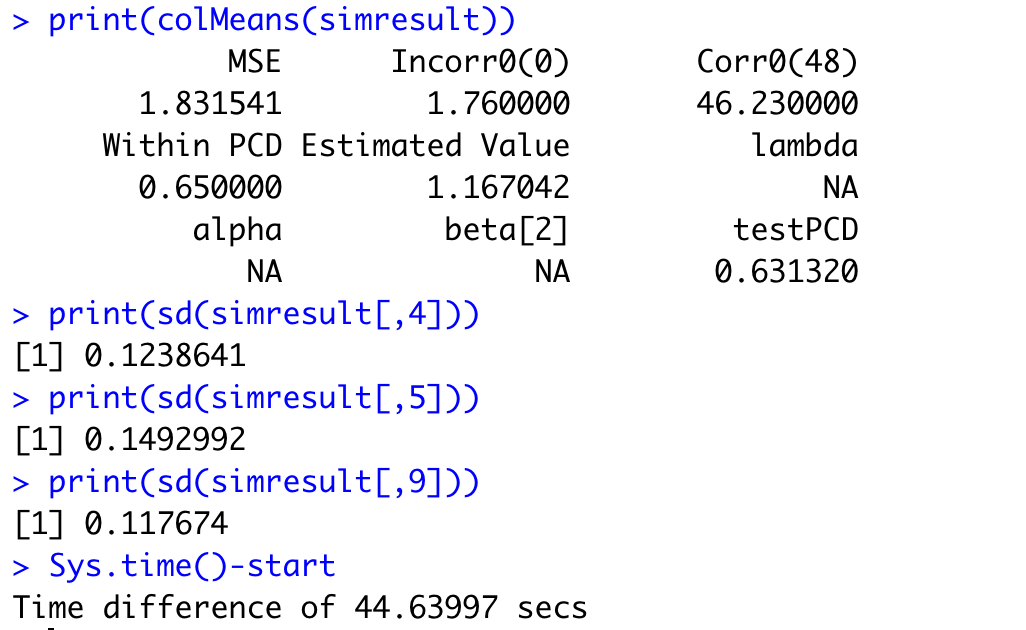 > print(colMeans(simresult))
MSE Incorr0(0) Corr0(48)
1.831541 1.760000 46.230000
Within PCD Estimated Value lambda
0.650000 1.167042 NA
alpha beta[2] testPCD
NA NA 0.631320
> print(sd(simresult[,4]))
[1] 0.1238641
> print(sd(simresult[,5]))
[1] 0.1492992
> print(sd(simresult[,9]))
[1] 0.117674
> Sys.time()-start
Time difference of 44.63997 secs